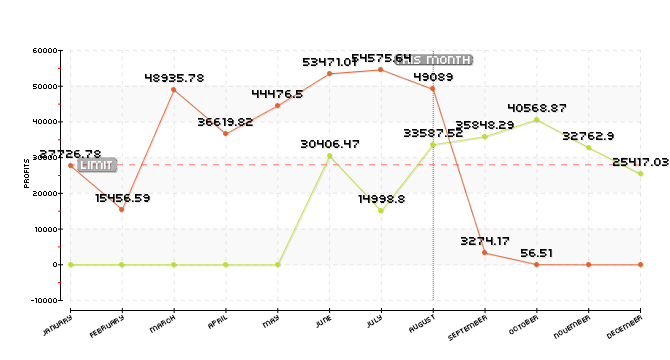 60000
50000
40000
30000
20000
10000
0
-10000
PROFITS
27726.78
15456.59
48935.78
36619.82
44476.5
53471.01
54575.64
49089
3274.17
56.51
30406.47
14998.8
33587.52
35848.29
40568.87
32762.9
25417.03
LIMIT
THIS MONTH
JANUARY
FEBRUARY
MARCH
APRIL
MAY
JUNE
JULY
AUGUST
SEPTEMBER
OCTOBER
NOVEMBER
DECEMBER